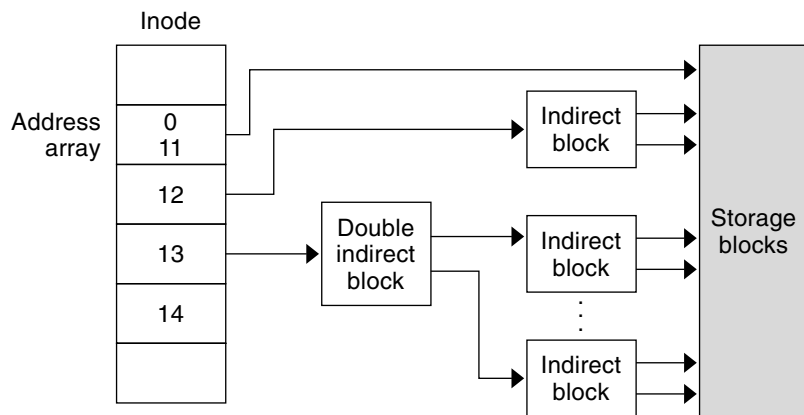 Inode
Address
array
0
11
12
13
14
Double
indirect
block
Indirect
block
Indirect
block
.
.
.
Indirect
block
Storage
blocks